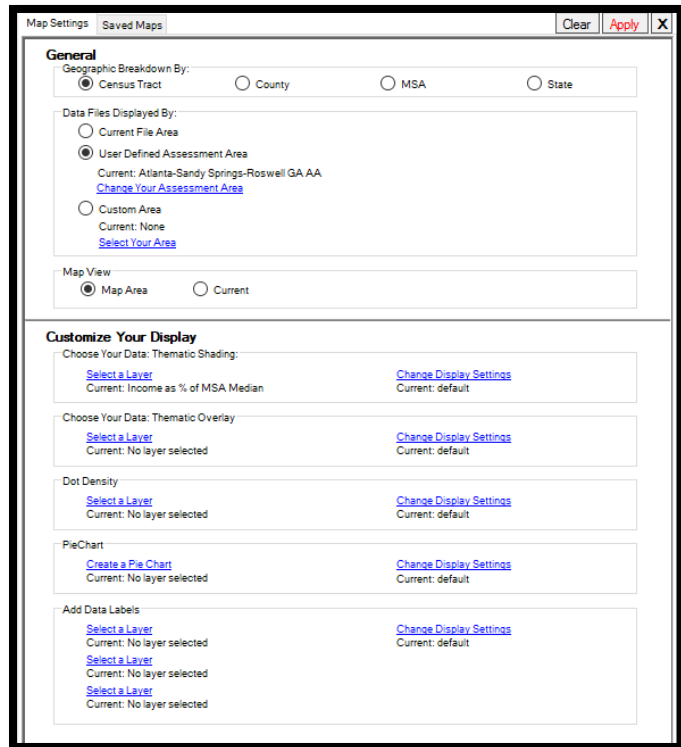 Map Settings Saved Maps Clear Apply X
General
Geographic Breakdown By:
Census Tract County MSA State
Data Files Displayed By:
Current File Area
User Defined Assessment Area
Current: Atlanta-Sandy Springs-Roswell GA AA
Change Your Assessment Area
Custom Area
Current: None
Select Your Area
Map View
Map Area Current
Customize Your Display
Choose Your Data: Thematic Shading:
Select a Layer Change Display Settings
Current: Income as % of MSA Median Current: default
Choose Your Data: Thematic Overlay
Select a Layer Change Display Settings
Current: No layer selected Current: default
Dot Density
Select a Layer Change Display Settings
Current: No layer selected Current: default
PieChart
Create a Pie Chart Change Display Settings
Current: No layer selected Current: default
Add Data Labels
Select a Layer Change Display Settings
Current: No layer selected Current: default
Select a Layer
Current: No layer selected
Select a Layer
Current: No layer selected